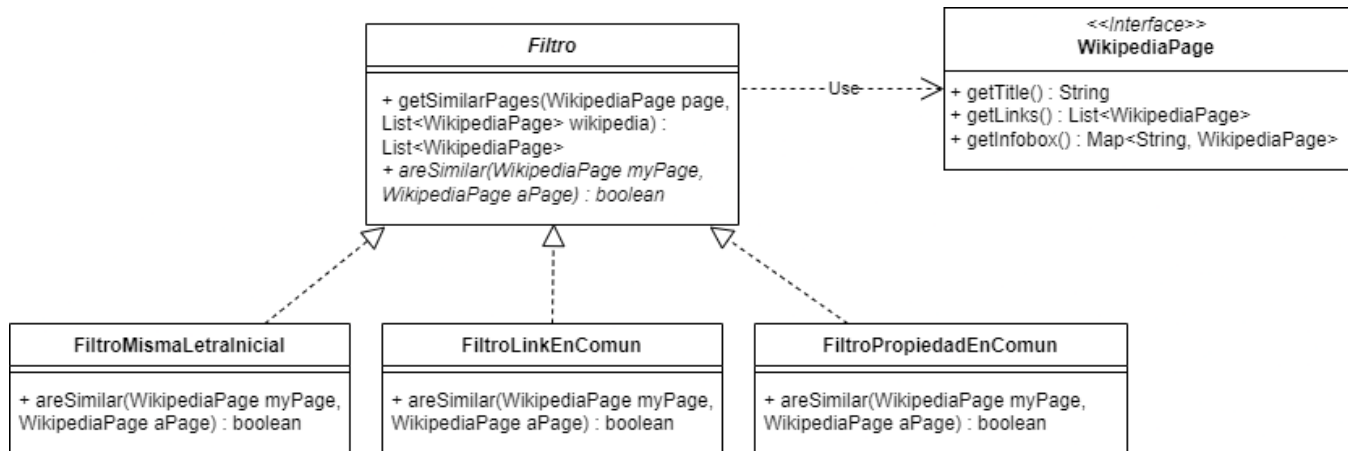 Filtro
+ getSimilarPages(WikipediaPage page,
List<WikipediaPage> wikipedia) :
List<WikipediaPage>
+ areSimilar(WikipediaPage myPage,
WikipediaPage aPage) : boolean
Use
<<Interface>>
WikipediaPage
+ getTitle() : String
+ getLinks() : List<WikipediaPage>
+ getInfobox() : Map<String, WikipediaPage>
FiltroMismaLetraInicial
+ areSimilar(WikipediaPage myPage,
WikipediaPage aPage) : boolean
FiltroLinkEnComun
+ areSimilar(WikipediaPage myPage,
WikipediaPage aPage) : boolean
FiltroPropiedadEnComun
+ areSimilar(WikipediaPage myPage,
WikipediaPage aPage) : boolean